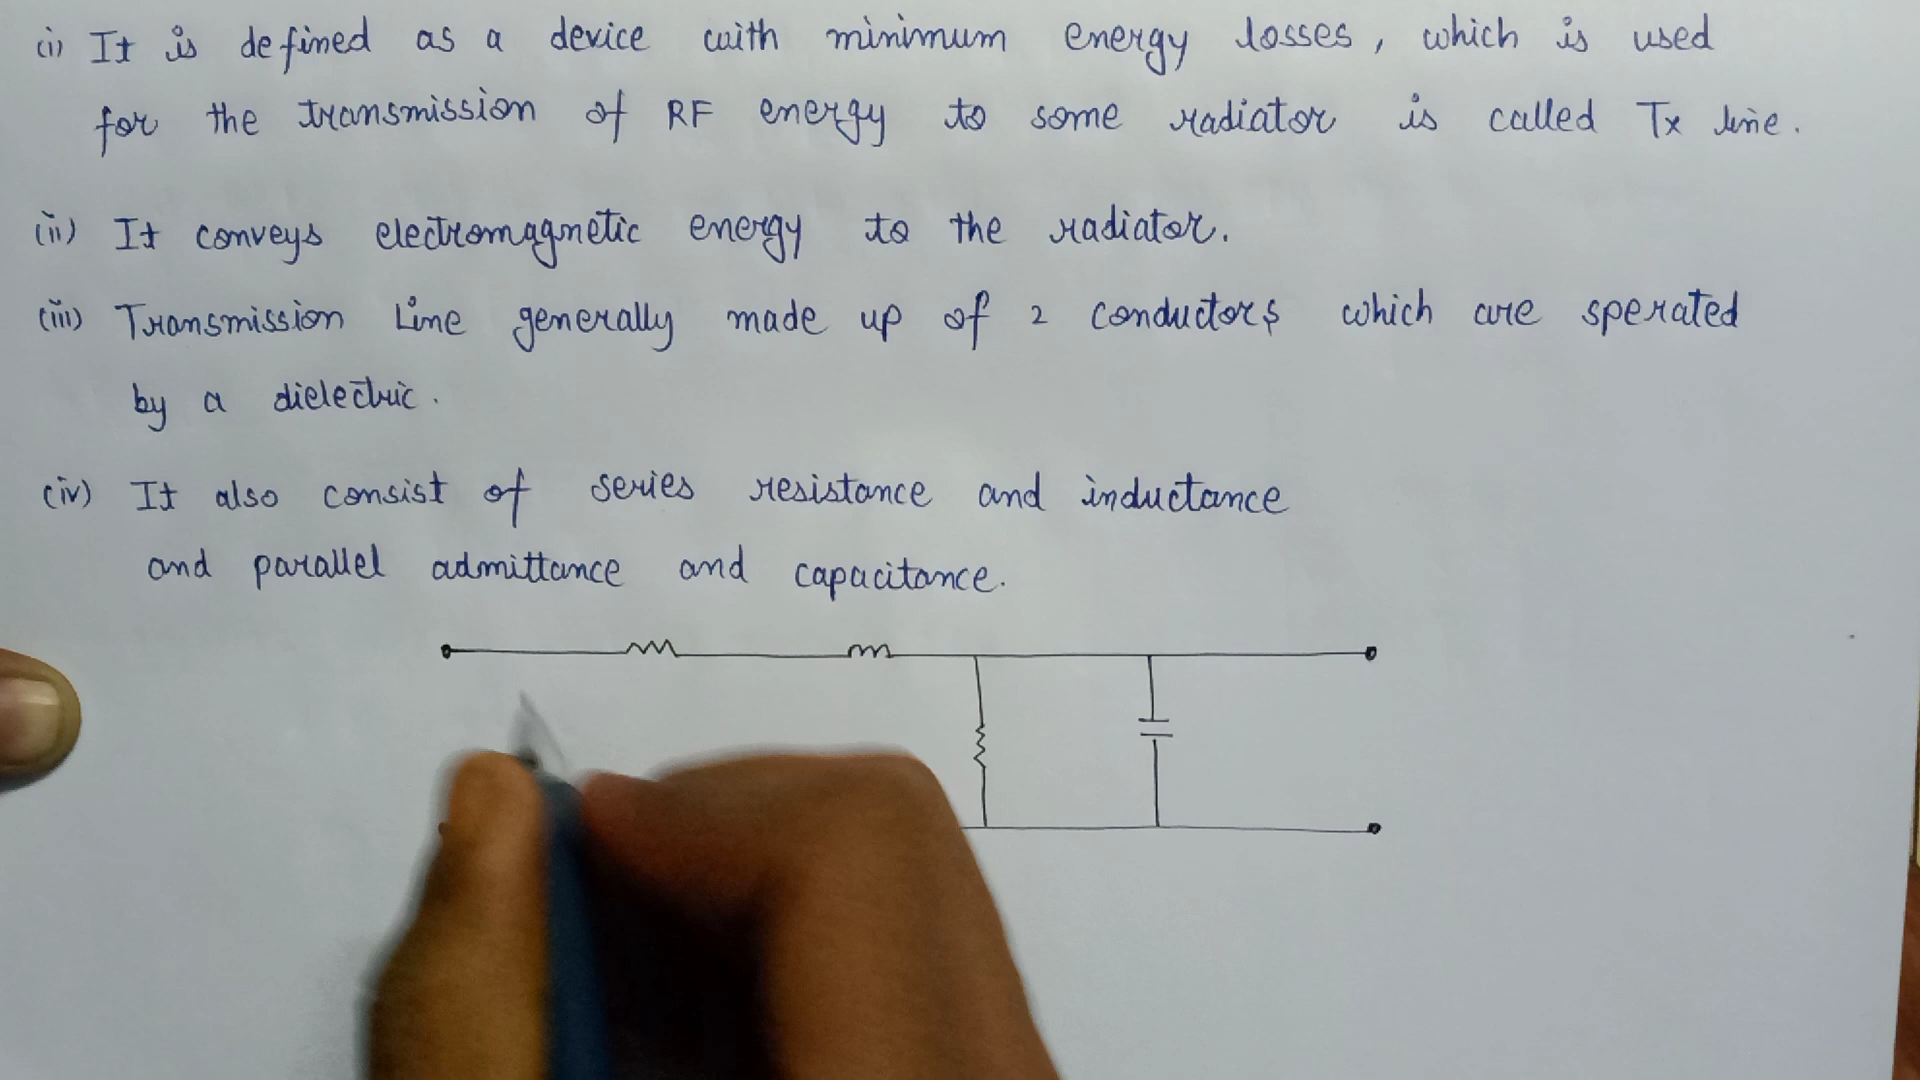 (i) It is defined as a device with minimum energy losses, which is used
for the transmission of RF energy to some radiator is called Tx line.
(ii) It conveys electromagnetic energy to the radiator.
(iii) Transmission Line generally made up of 2 conductors which are sperated
by a dielectric.
(iv) It also consist of series resistance and inductance
and parallel admittance and capacitance.